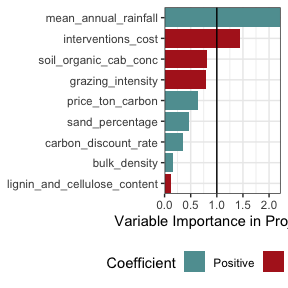 mean_annual_rainfall
interventions_cost
soil_organic_cab_conc
grazing_intensity
price_ton_carbon
sand_percentage
carbon_discount_rate
bulk_density
lignin_and_cellulose_content
0.0 0.5 1.0 1.5 2.0
Variable Importance in Proj
Coefficient Positive